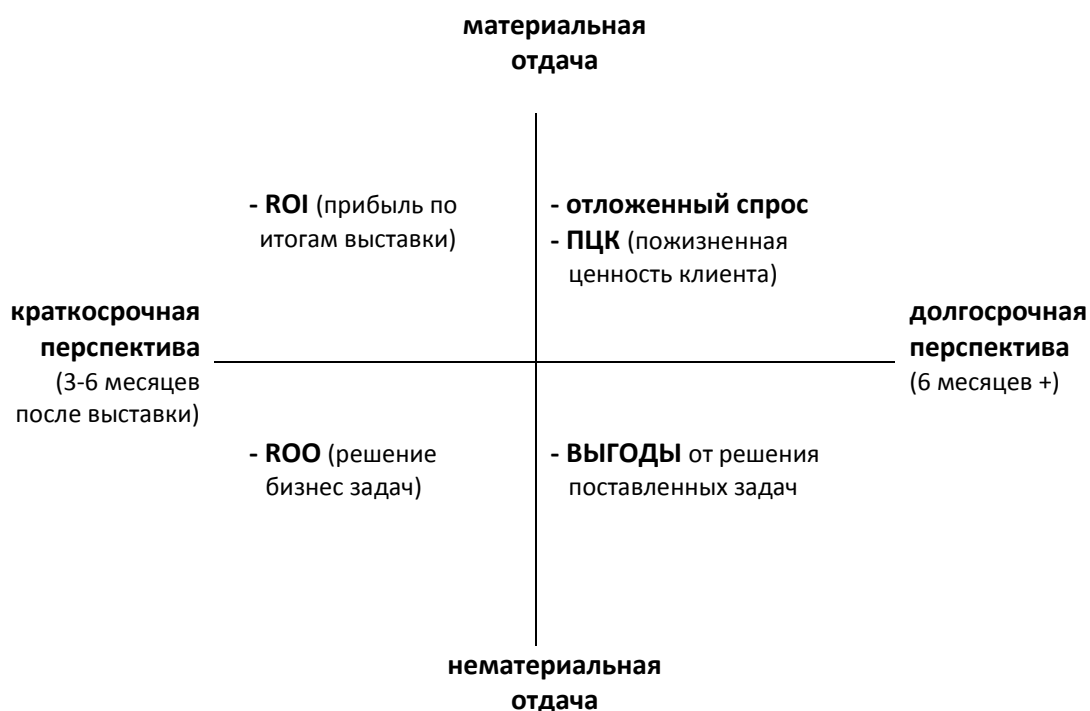 материальная
отдача
- ROI (прибыль по
итогам выставки)
- отложенный спрос
- ПЦК (пожизненная
ценность клиента)
краткосрочная
перспектива
(3-6 месяцев
после выставки)
долгосрочная
перспектива
(6 месяцев +)
- ROO (решение
бизнес задач)
- ВЫГОДЫ от решения
поставленных задач
нематериальная
отдача